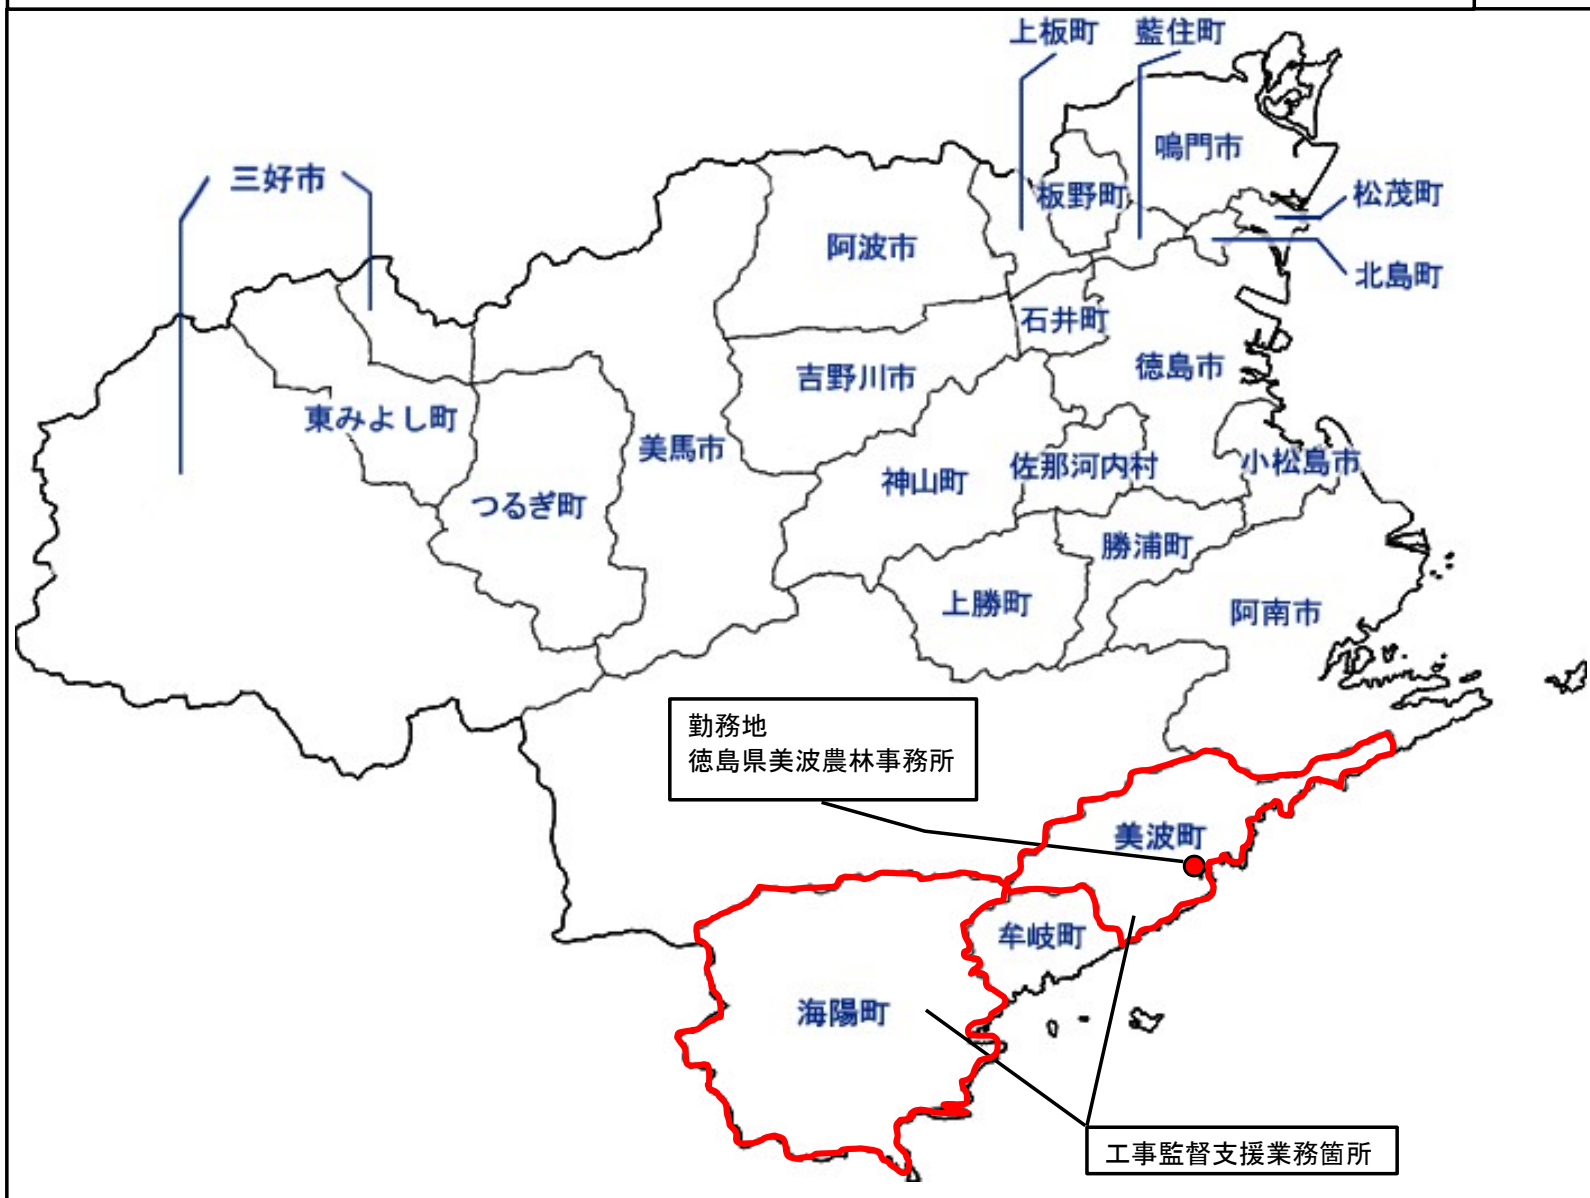 上板町
藍住町
鳴門市
三好市
板野町
松茂町
阿波市
北島町
石井町
徳島市
吉野川市
東みよし町
美馬市
佐那河内村
小松島市
神山町
つるぎ町
勝浦町
上勝町
阿南市
勤務地
徳島県美波農林事務所
美波町
牟岐町
海陽町
工事監督支援業務箇所